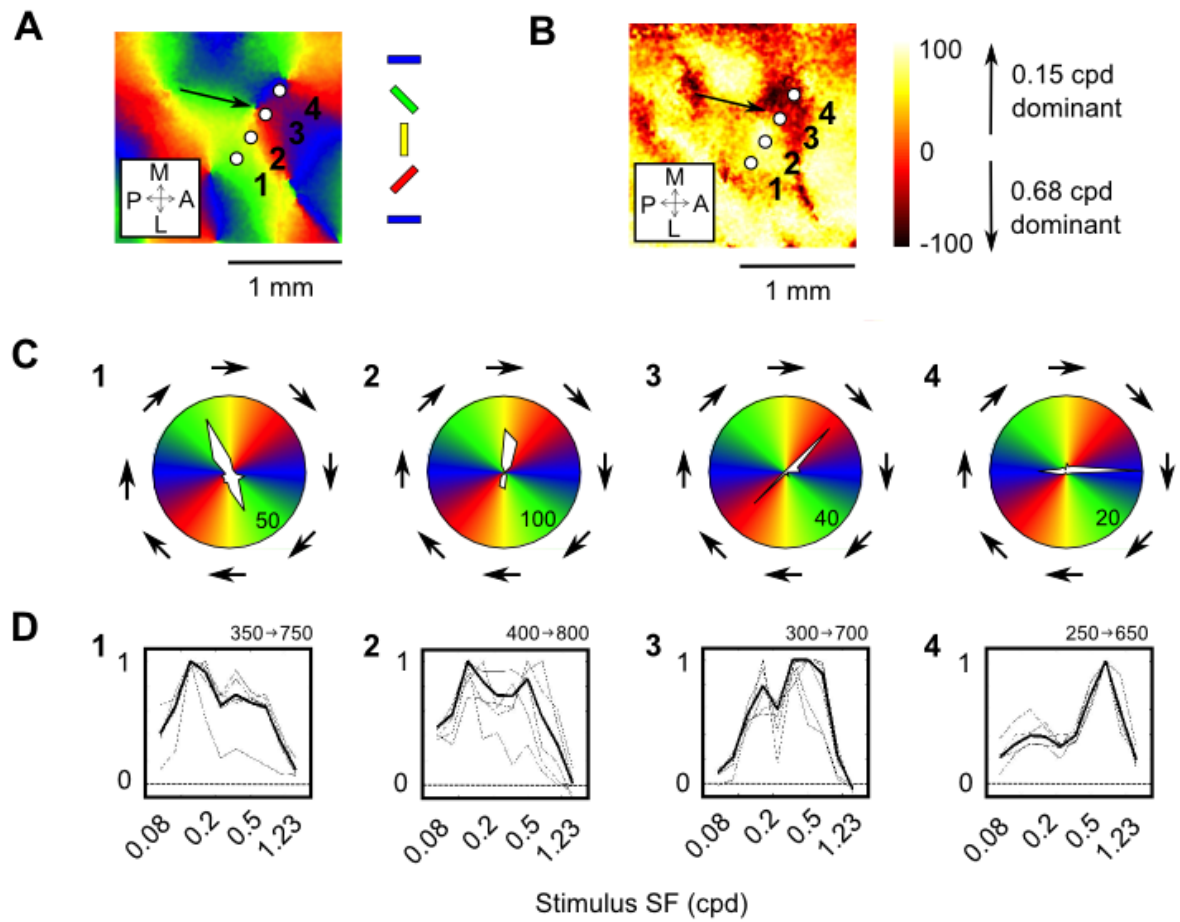 A
B
4
3
2
1
M
P A
L
1 mm
4
3
2
1
M
P A
L
1 mm
100
0
-100
0.15 cpd
dominant
0.68 cpd
dominant
C
1
50
2
100
3
40
4
20
D
1
350→750
1
0
0.08 0.2 0.5 1.23
2
400→800
1
0
0.08 0.2 0.5 1.23
3
300→700
1
0
0.08 0.2 0.5 1.23
4
250→650
1
0
0.08 0.2 0.5 1.23
Stimulus SF (cpd)